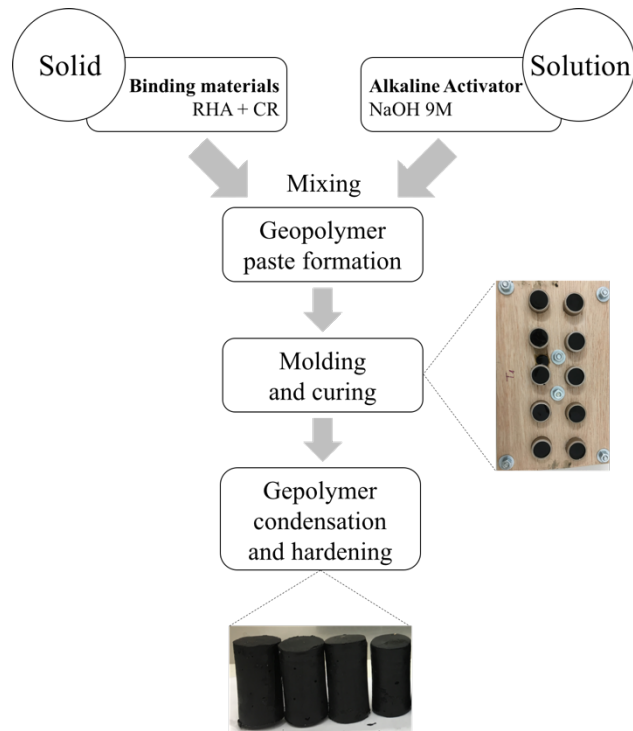 Solid
Binding materials
RHA + CR
Alkaline Activator
NaOH 9M
Solution
Mixing
Geopolymer
paste formation
Molding
and curing
Gepolymer
condensation
and hardening